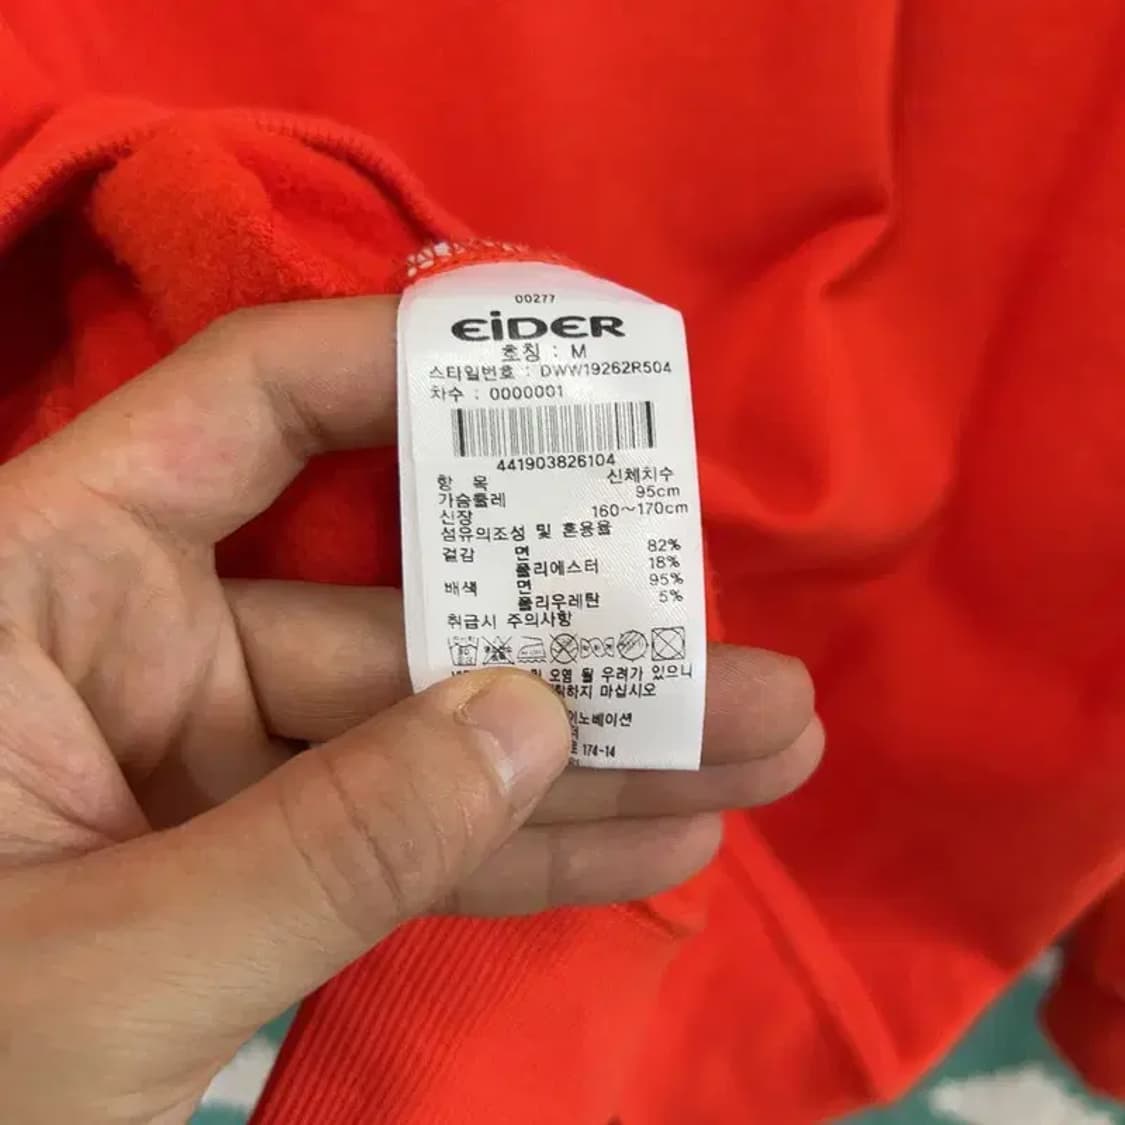 00277
EiDER
호칭 : M
스타일번호 : DWW19262R504
차수 : 0000001
441903826104
항 목 신체치수
가슴둘레 95cm
신장 160~170cm
섬유의조성 및 혼용율
겉감 면 82%
폴리에스터 18%
배색 면 95%
폴리우레탄 5%
취급시 주의사항
오염 될 우려가 있으니
하지 마십시오
이노베이션
174-14